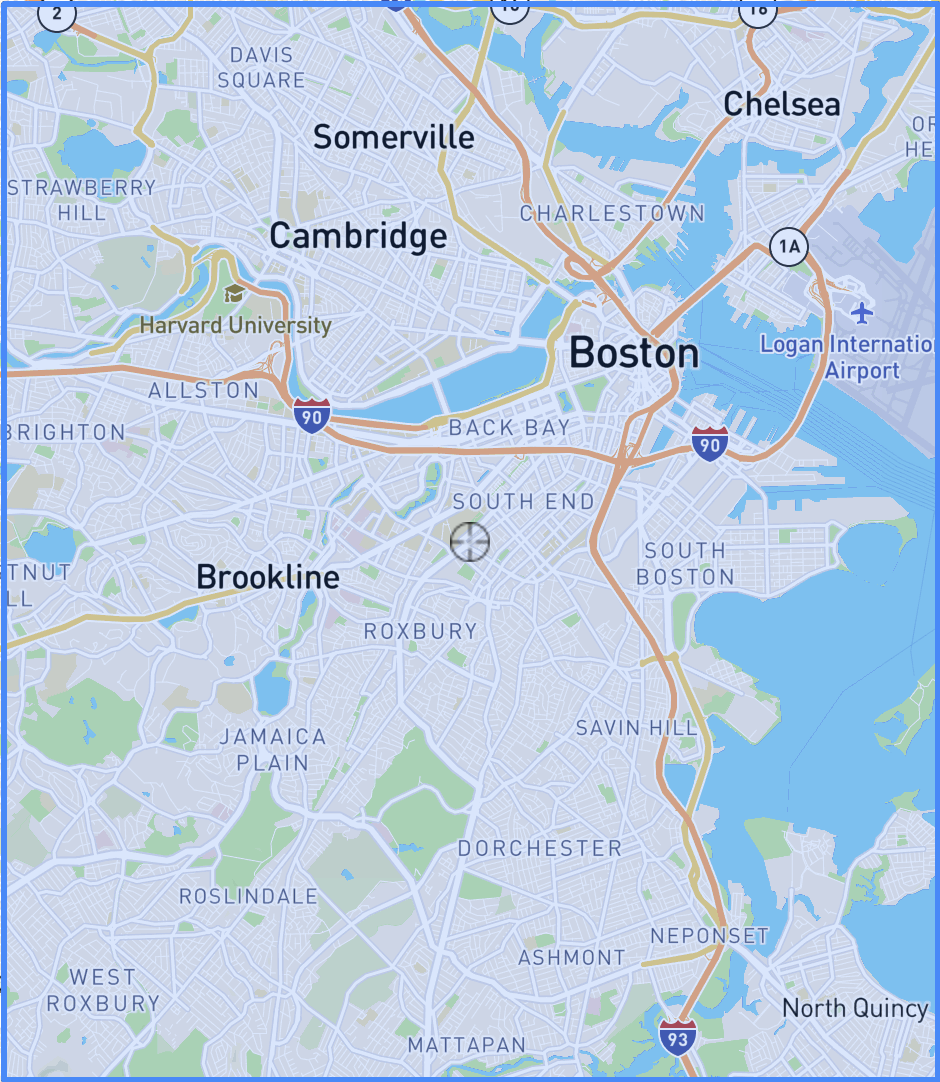 2
16
DAVIS
SQUARE
Chelsea
Somerville
OR
HE
STRAWBERRY
HILL
CHARLESTOWN
Cambridge
1A
Harvard University
Logan Internatio
Airport
Boston
ALLSTON
90
BRIGHTON
BACK BAY
90
SOUTH END
SOUTH
BOSTON
TNUT
LL
Brookline
ROXBURY
SAVIN HILL
JAMAICA
PLAIN
DORCHESTER
ROSLINDALE
NEPONSET
ASHMONT
WEST
ROXBURY
North Quincy
93
MATTAPAN